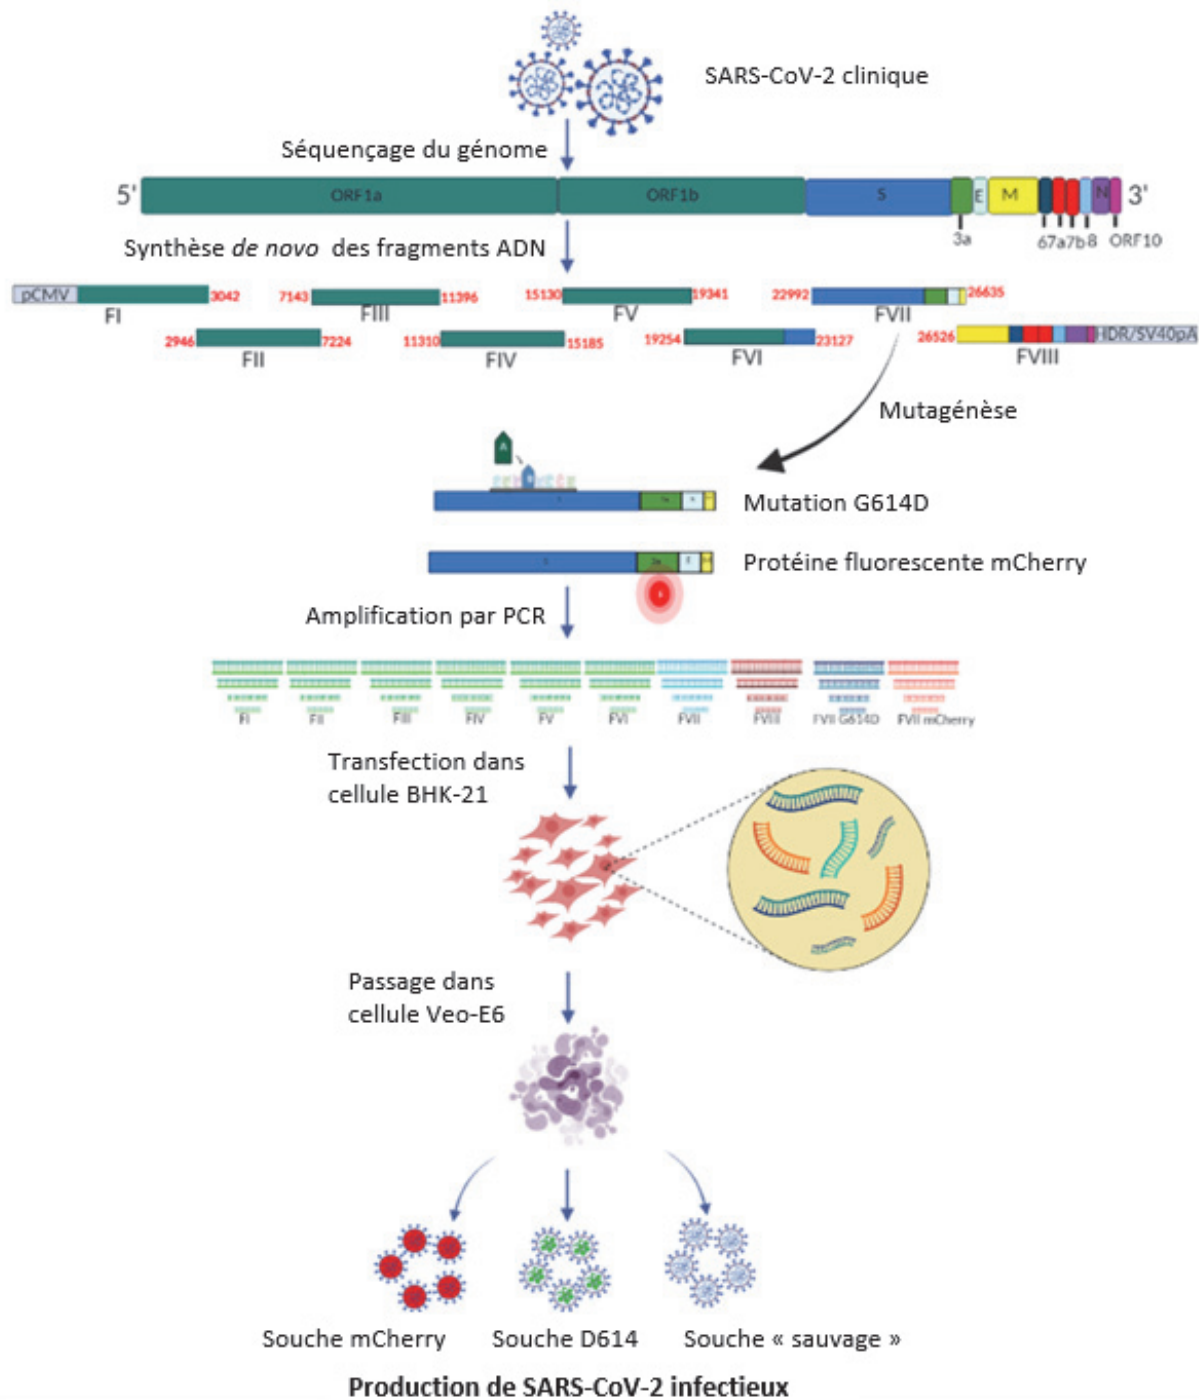 SARS-CoV-2 clinique
Séquençage du génome
5' ORF1a ORF1b S E M N 3'
3a 6 7a 7b 8 ORF10
Synthèse de novo des fragments ADN
pCMV 3042 7143 11396 15130 19341 22992 26635
FI FIII FV FVII
2946 7224 11310 15185 19254 23127 26526 HDR/SV40pA
FII FIV FVI FVIII
Mutagénèse
A
Mutation G614D
Protéine fluorescente mCherry
Amplification par PCR
FI FII FIII FIV FV FVI FVII FVIII FVII G614D FVII mCherry
Transfection dans
cellule BHK-21
Passage dans
cellule Veo-E6
Souche mCherry Souche D614 Souche « sauvage »
Production de SARS-CoV-2 infectieux